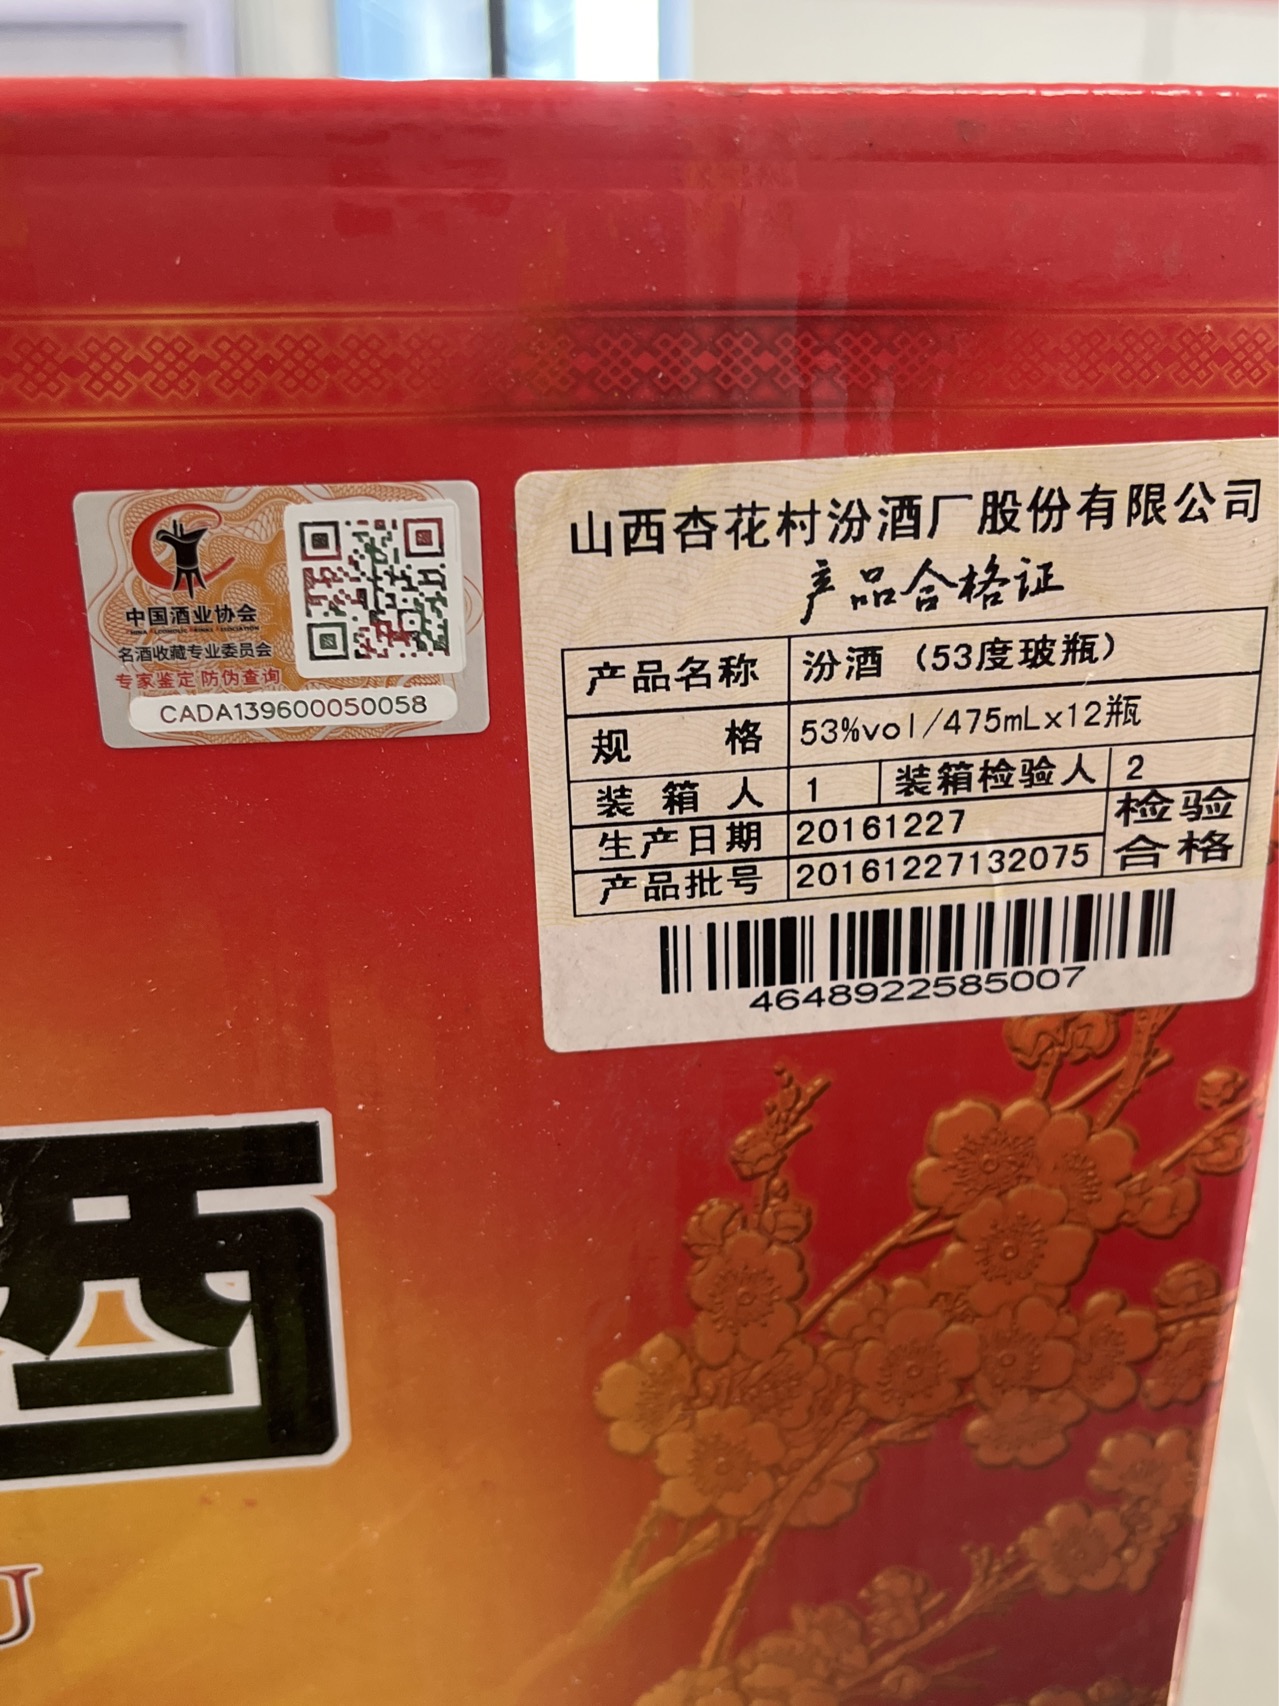 中国酒业协会
名酒收藏专业委员会
专家鉴定 防伪查询
CADA139600050058
山西杏花村汾酒厂股份有限公司
产品合格证
产品名称 汾酒（53度玻瓶）
规 格 53%vol/475mLx12瓶
装箱人 1 装箱检验人 2
生产日期 20161227 检验
产品批号 20161227132075 合格
4648922585007
酒
U